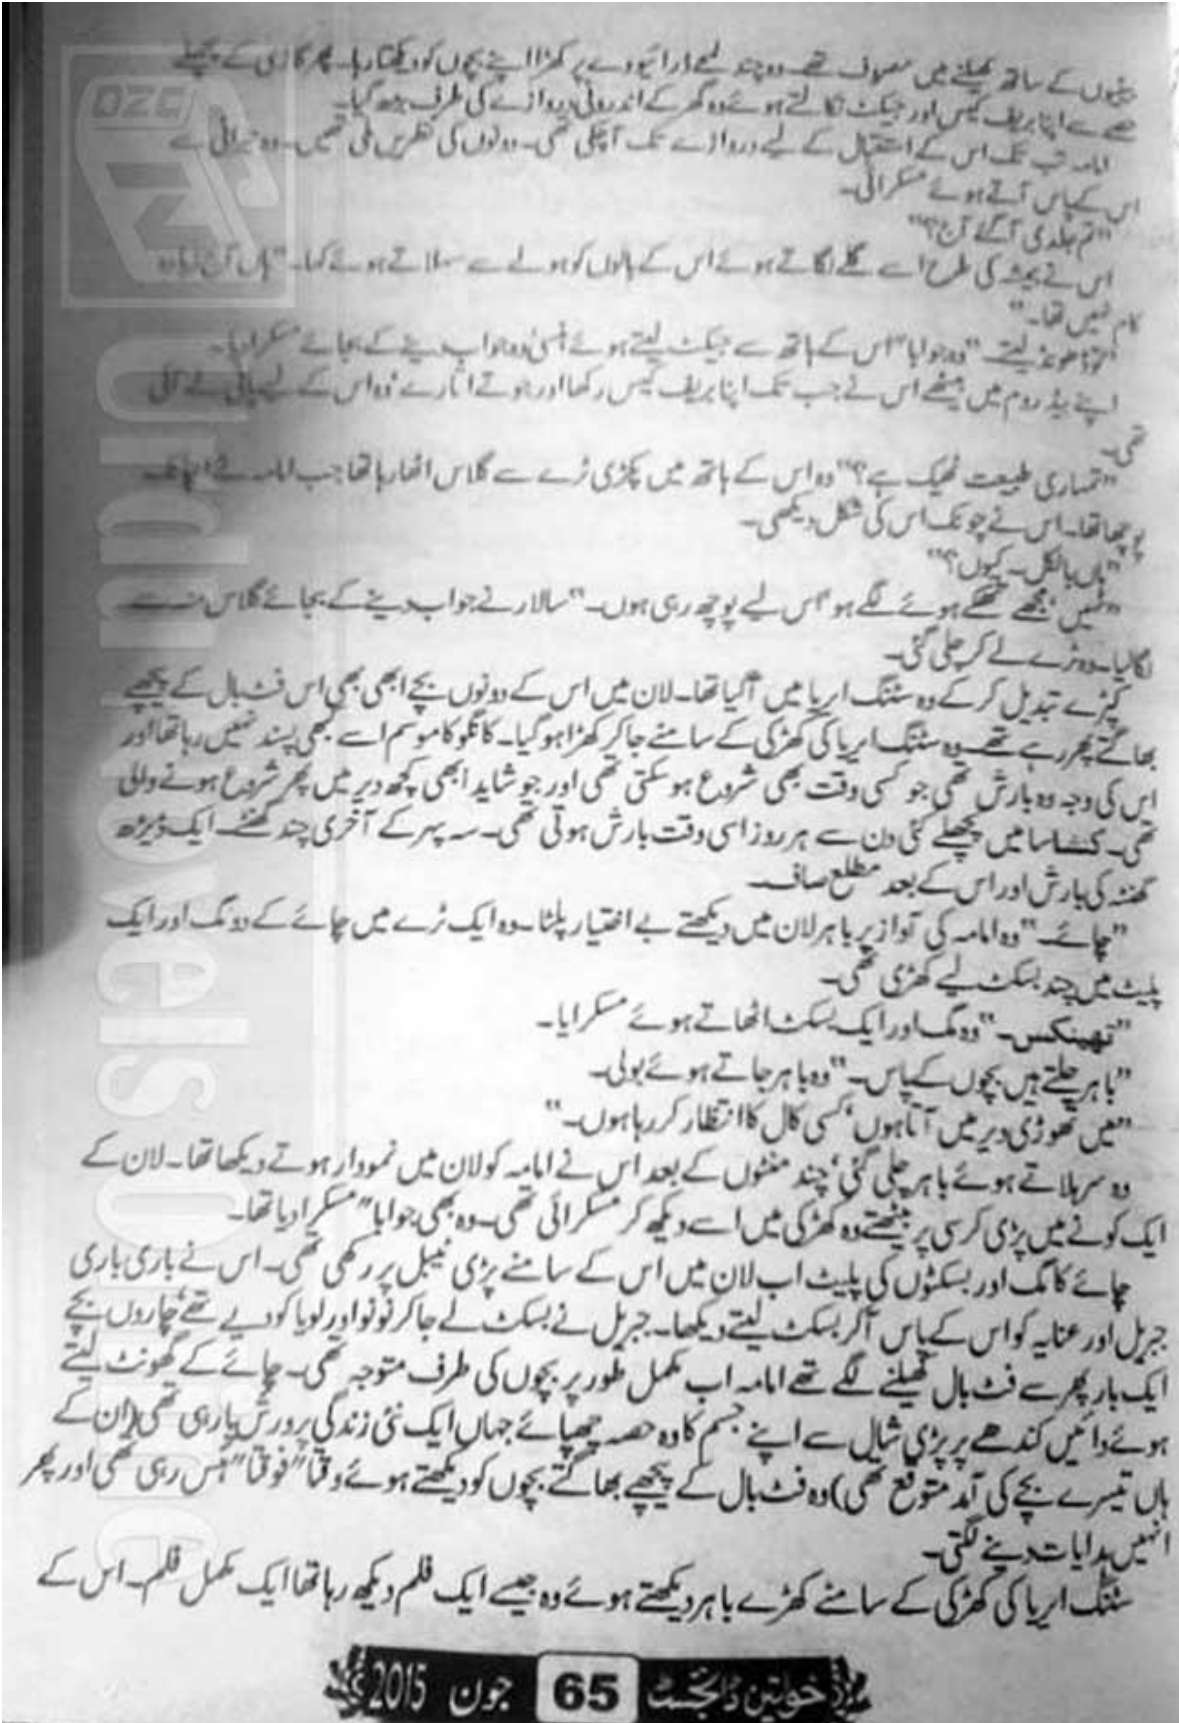 بیٹیوں کے ساتھ کھیلنے میں مصروف تھے۔ وہ چند لمحے ڈرائیو وے پر کھڑا اپنے بچوں کو دیکھتا رہا۔ پھر گاڑی کے پچھلے
حصے سے اپنا بریف کیس اور جیکٹ نکالتے ہوئے وہ گھر کے اندرونی دروازے کی طرف بڑھ گیا۔
امامہ تب تک اس کے استقبال کے لیے دروازے تک آچکی تھی۔ دونوں کی نظریں ملی تھیں۔ وہ حیرانی سے
اس کے پاس آتے ہوئے مسکرائی۔
"تم جلدی آگئے آج؟"
اس نے ہمیشہ کی طرح اسے گلے لگاتے ہوئے اس کے بالوں کو ہولے سے سہلاتے ہوئے کہا۔ "ہاں آج زیادہ
کام نہیں تھا۔"
"تو ڈھونڈ لیتے۔" وہ جوابا" اس کے ہاتھ سے جیکٹ لیتے ہوئے ہنسی' وہ جواب دینے کے بجائے مسکرا دیا۔
اپنے بیڈ روم میں بیٹھے اس نے جب تک اپنا بریف کیس رکھا اور جوتے اتارے' وہ اس کے لیے پانی لے آئی
تھی۔
"تمہاری طبیعت ٹھیک ہے؟" وہ اس کے ہاتھ میں پکڑی ٹرے سے گلاس اٹھا رہا تھا جب امامہ نے اچانک
پوچھا تھا۔ اس نے چونک اس کی شکل دیکھی۔
"ہاں بالکل۔ کیوں؟"
"نہیں' مجھے تھکے ہوئے لگے ہو' اس لیے پوچھ رہی ہوں۔" سالار نے جواب دینے کے بجائے گلاس منہ سے
لگالیا۔ وہ ٹرے لے کر چلی گئی۔
کپڑے تبدیل کرکے وہ سٹنگ ایریا میں آگیا تھا۔ لان میں اس کے دونوں بچے ابھی بھی اس فٹ بال کے پیچھے
بھاگتے پھر رہے تھے۔ وہ سٹنگ ایریا کی کھڑکی کے سامنے جاکر کھڑا ہوگیا۔ کانگو کا موسم اسے کبھی پسند نہیں رہا تھا اور
اس کی وجہ وہ بارش تھی جو کسی وقت بھی شروع ہوسکتی تھی اور جو شاید ابھی کچھ دیر میں پھر شروع ہونے والی
تھی۔ کنشاسا میں پچھلے کئی دن سے ہر روز اسی وقت بارش ہوتی تھی۔ سہ پہر کے آخری چند گھنٹے۔ ایک ڈیڑھ
گھنٹہ کی بارش اور اس کے بعد مطلع صاف۔
"چائے۔" وہ امامہ کی آواز پر باہر لان میں دیکھتے بے اختیار پلٹا۔ وہ ایک ٹرے میں چائے کے دو مگ اور ایک
پلیٹ میں چند بسکٹ لیے کھڑی تھی۔
"تھینکس۔" وہ مگ اور ایک بسکٹ اٹھاتے ہوئے مسکرایا۔
"باہر چلتے ہیں بچوں کے پاس۔" وہ باہر جاتے ہوئے بولی۔
"میں تھوڑی دیر میں آتا ہوں' کسی کال کا انتظار کر رہا ہوں۔"
وہ سر ہلاتے ہوئے باہر چلی گئی' چند منٹوں کے بعد اس نے امامہ کو لان میں نمودار ہوتے دیکھا تھا۔ لان کے
ایک کونے میں پڑی کرسی پر بیٹھتے وہ کھڑکی میں اسے دیکھ کر مسکرائی تھی۔ وہ بھی جوابا" مسکرا دیا تھا۔
چائے کا مگ اور بسکٹوں کی پلیٹ اب لان میں اس کے سامنے پڑی ٹیبل پر رکھی تھی۔ اس نے باری باری
جبریل اور عنایہ کو اس کے پاس آکر بسکٹ لیتے دیکھا۔ جبریل نے بسکٹ لے جاکر ٹوٹو اور لویا کو دیے تھے' چاروں بچے
ایک بار پھر سے فٹ بال کھیلنے لگے تھے امامہ اب مکمل طور پر بچوں کی طرف متوجہ تھی۔ چائے کے گھونٹ لیتے
ہوئے دائیں کندھے پر پڑی شال سے اپنے جسم کا وہ حصہ چھپائے جہاں ایک نئی زندگی پرورش پا رہی تھی (ان کے
ہاں تیسرے بچے کی آمد متوقع تھی) وہ فٹ بال کے پیچھے بھاگتے بچوں کو دیکھتے ہوئے وقتا" فوقتا" ہنس رہی تھی اور پھر
انہیں ہدایات دینے لگتی۔
سٹنگ ایریا کی کھڑکی کے سامنے کھڑے باہر دیکھتے ہوئے وہ جیسے ایک فلم دیکھ رہا تھا ایک مکمل فلم۔ اس کے
خواتین ڈائجسٹ 65 جون 2015